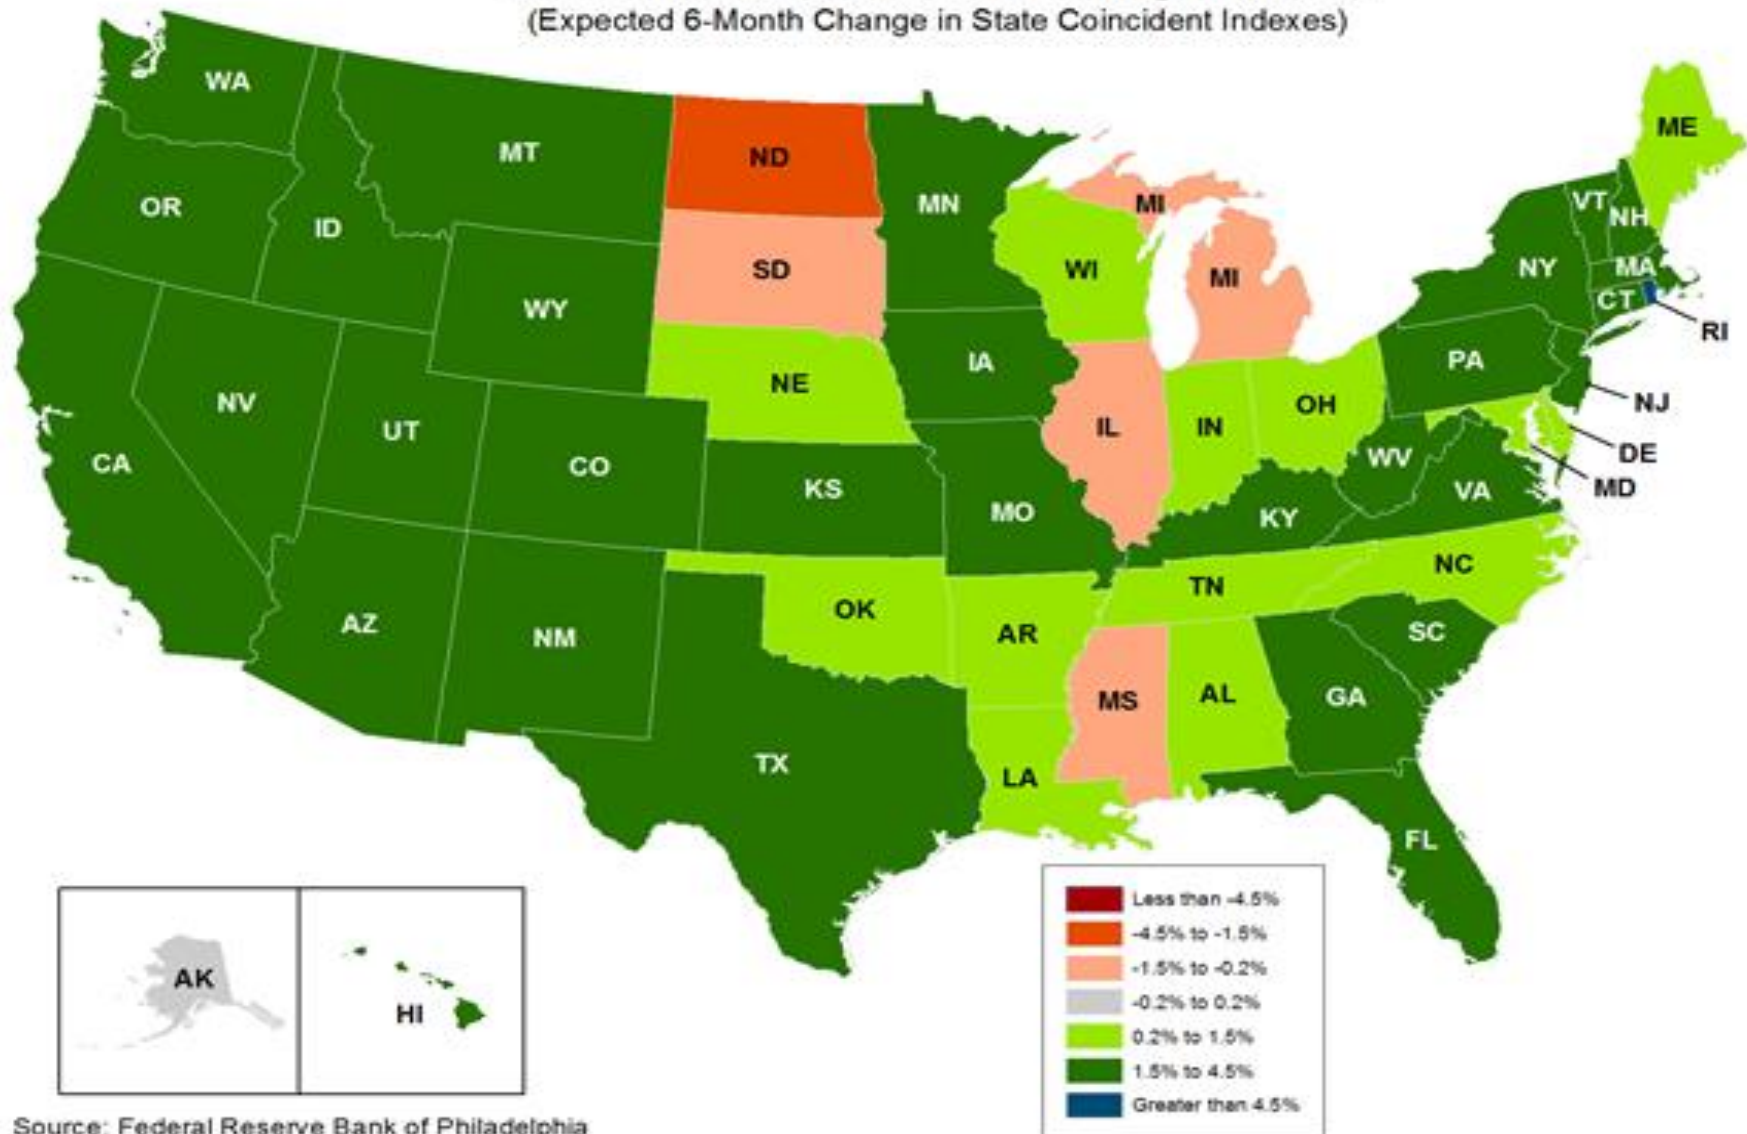 (Expected 6-Month Change in State Coincident Indexes)
WA
MT
ND
MN
OR
ID
SD
WY
WI
MI
MI
ME
VT
NH
NY
MA
CT
RI
NE
IA
PA
NJ
NV
UT
CO
KS
IL
IN
OH
WV
DE
MD
VA
CA
MO
KY
AZ
NM
OK
AR
TN
NC
SC
TX
LA
MS
AL
GA
FL
AK
HI
Less than -4.5%
-4.5% to -1.5%
-1.5% to -0.2%
-0.2% to 0.2%
0.2% to 1.5%
1.5% to 4.5%
Greater than 4.5%
Source: Federal Reserve Bank of Philadelphia